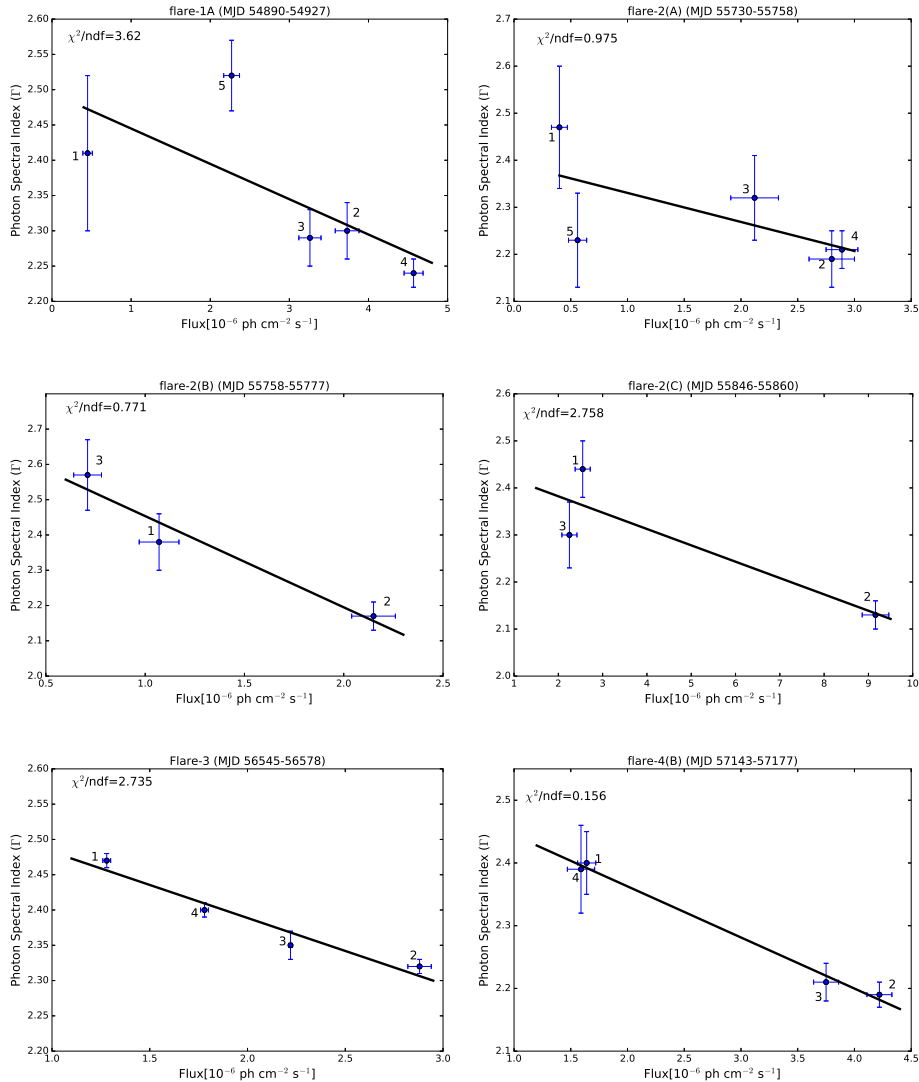 flare-1A (MJD 54890-54927)
χ²/ndf=3.62
Photon Spectral Index (Γ)
2.60
2.55
2.50
2.45
2.40
2.35
2.30
2.25
2.20
1
5
3
2
4
0 1 2 3 4 5
Flux[10⁻⁶ ph cm⁻² s⁻¹]
flare-2(A) (MJD 55730-55758)
χ²/ndf=0.975
Photon Spectral Index (Γ)
2.7
2.6
2.5
2.4
2.3
2.2
2.1
1
5
3
2
4
0.0 0.5 1.0 1.5 2.0 2.5 3.0 3.5
Flux[10⁻⁶ ph cm⁻² s⁻¹]
flare-2(B) (MJD 55758-55777)
χ²/ndf=0.771
Photon Spectral Index (Γ)
2.7
2.6
2.5
2.4
2.3
2.2
2.1
2.0
3
1
2
0.5 1.0 1.5 2.0 2.5
Flux[10⁻⁶ ph cm⁻² s⁻¹]
flare-2(C) (MJD 55846-55860)
χ²/ndf=2.758
Photon Spectral Index (Γ)
2.6
2.5
2.4
2.3
2.2
2.1
2.0
1
3
2
1 2 3 4 5 6 7 8 9 10
Flux[10⁻⁶ ph cm⁻² s⁻¹]
Flare-3 (MJD 56545-56578)
χ²/ndf=2.735
Photon Spectral Index (Γ)
2.60
2.55
2.50
2.45
2.40
2.35
2.30
2.25
2.20
1
4
3
2
1.0 1.5 2.0 2.5 3.0
Flux[10⁻⁶ ph cm⁻² s⁻¹]
flare-4(B) (MJD 57143-57177)
χ²/ndf=0.156
Photon Spectral Index (Γ)
2.5
2.4
2.3
2.2
2.1
1
4
3
2
1.0 1.5 2.0 2.5 3.0 3.5 4.0 4.5
Flux[10⁻⁶ ph cm⁻² s⁻¹]